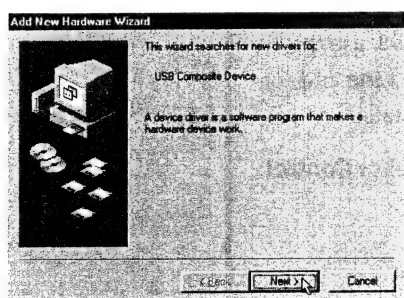 Add New Hardware Wizard
This wizard searches for new drivers for:
USB Composite Device
A device driver is a software program that makes a
hardware device work.
< Back
Next >
Cancel